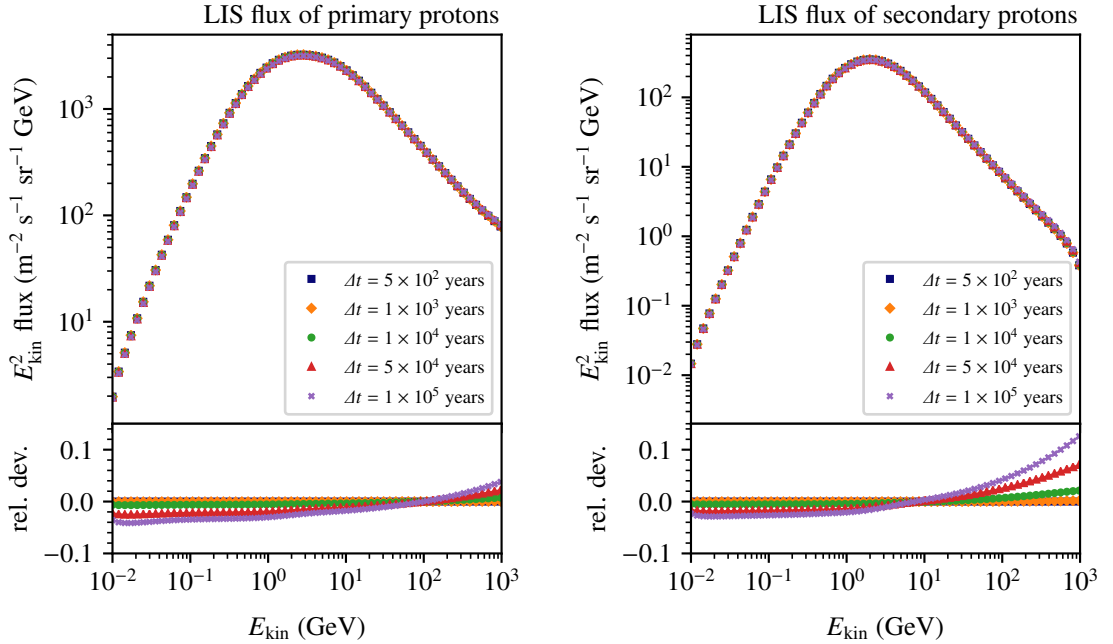 LIS flux of primary protons
E²kin flux (m⁻² s⁻¹ sr⁻¹ GeV)
10³
10²
10¹
Δt = 5 × 10² years
Δt = 1 × 10³ years
Δt = 1 × 10⁴ years
Δt = 5 × 10⁴ years
Δt = 1 × 10⁵ years
rel. dev.
0.1
0.0
−0.1
10⁻² 10⁻¹ 10⁰ 10¹ 10² 10³
Ekin (GeV)
LIS flux of secondary protons
E²kin flux (m⁻² s⁻¹ sr⁻¹ GeV)
10²
10¹
10⁰
10⁻¹
10⁻²
Δt = 5 × 10² years
Δt = 1 × 10³ years
Δt = 1 × 10⁴ years
Δt = 5 × 10⁴ years
Δt = 1 × 10⁵ years
rel. dev.
0.1
0.0
−0.1
10⁻² 10⁻¹ 10⁰ 10¹ 10² 10³
Ekin (GeV)